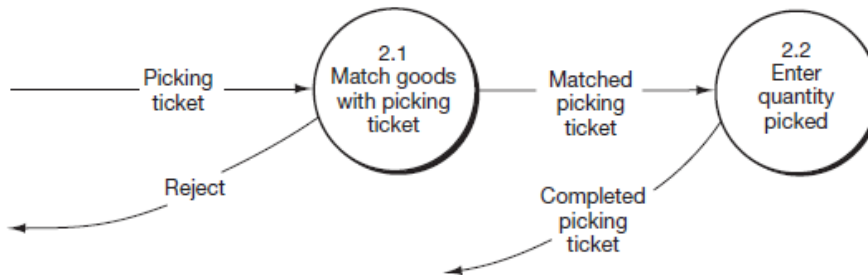 Picking
ticket
2.1
Match goods
with picking
ticket
Matched
picking
ticket
2.2
Enter
quantity
picked
Reject
Completed
picking
ticket